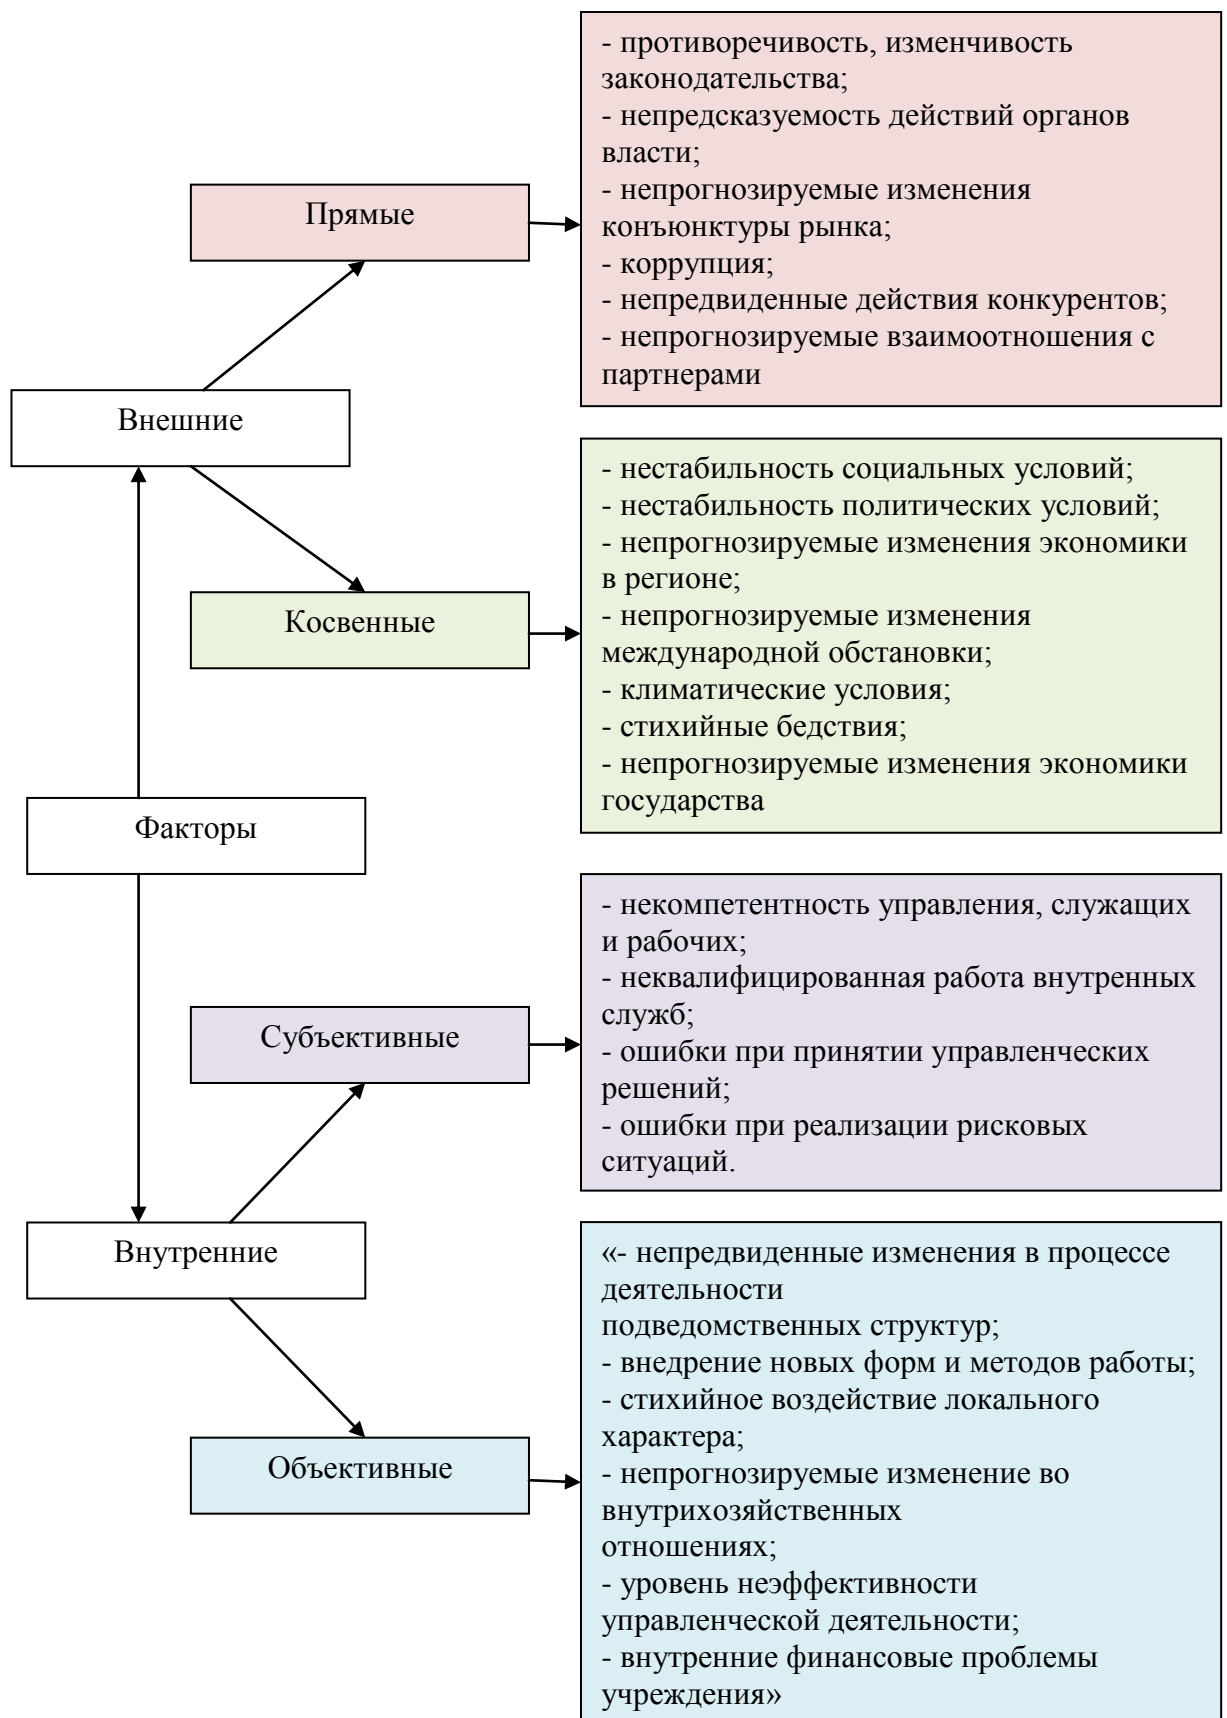 - противоречивость, изменчивость
законодательства;
- непредсказуемость действий органов
власти;
- непрогнозируемые изменения
конъюнктуры рынка;
- коррупция;
- непредвиденные действия конкурентов;
- непрогнозируемые взаимоотношения с
партнерами
Прямые
Внешние
- нестабильность социальных условий;
- нестабильность политических условий;
- непрогнозируемые изменения экономики
в регионе;
- непрогнозируемые изменения
международной обстановки;
- климатические условия;
- стихийные бедствия;
- непрогнозируемые изменения экономики
государства
Косвенные
Факторы
- некомпетентность управления, служащих
и рабочих;
- неквалифицированная работа внутренных
служб;
- ошибки при принятии управленческих
решений;
- ошибки при реализации рисковых
ситуаций.
Субъективные
Внутренние
«- непредвиденные изменения в процессе
деятельности
подведомственных структур;
- внедрение новых форм и методов работы;
- стихийное воздействие локального
характера;
- непрогнозируемые изменение во
внутрихозяйственных
отношениях;
- уровень неэффективности
управленческой деятельности;
- внутренние финансовые проблемы
учреждения»
Объективные